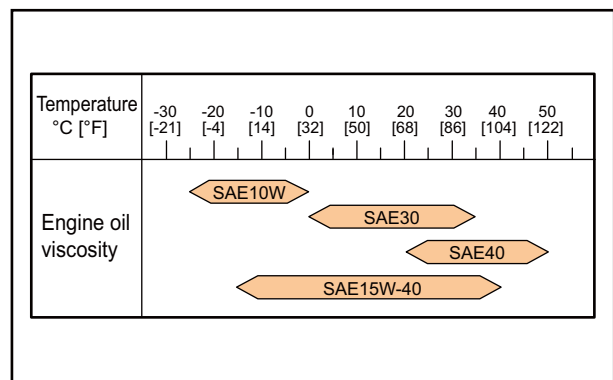 Temperature
°C [°F]
-30 -20 -10 0 10 20 30 40 50
[-21] [-4] [14] [32] [50] [68] [86] [104] [122]
Engine oil
viscosity
SAE10W
SAE30
SAE40
SAE15W-40